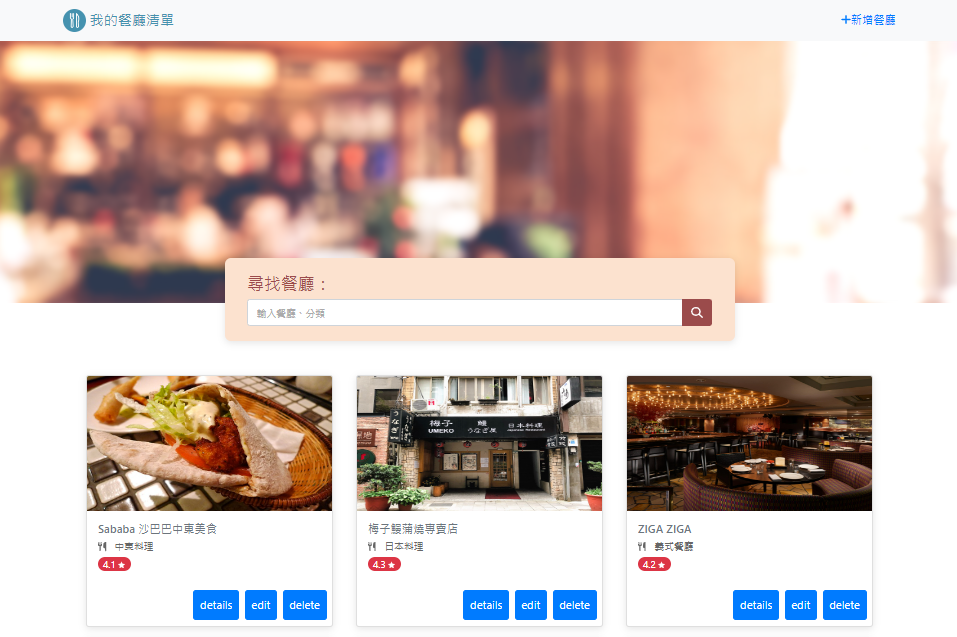 我的餐廳清單
+新增餐廳
尋找餐廳：
輸入餐廳、分類
梅子 鰻 日本料理
UMEKO うなぎ屋 Japanese Restaurant
Sababa 沙巴巴中東美食
中東料理
4.1 ★
梅子鰻蒲燒專賣店
日本料理
4.3 ★
ZIGA ZIGA
義式餐廳
4.2 ★
details edit delete
details edit delete
details edit delete